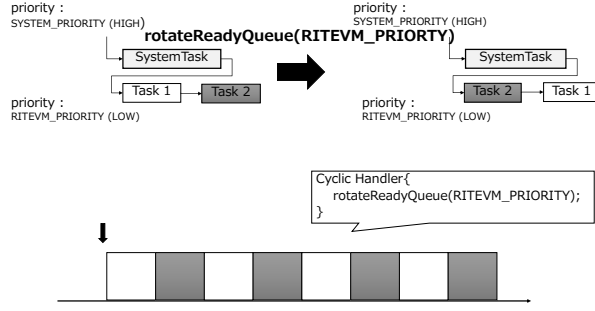 priority :
SYSTEM_PRIORITY (HIGH)
rotateReadyQueue(RITEVM_PRIORTY)
SystemTask
Task 1
Task 2
priority :
RITEVM_PRIORITY (LOW)
priority :
SYSTEM_PRIORITY (HIGH)
SystemTask
Task 2
Task 1
priority :
RITEVM_PRIORITY (LOW)
Cyclic Handler{
rotateReadyQueue(RITEVM_PRIORITY);
}